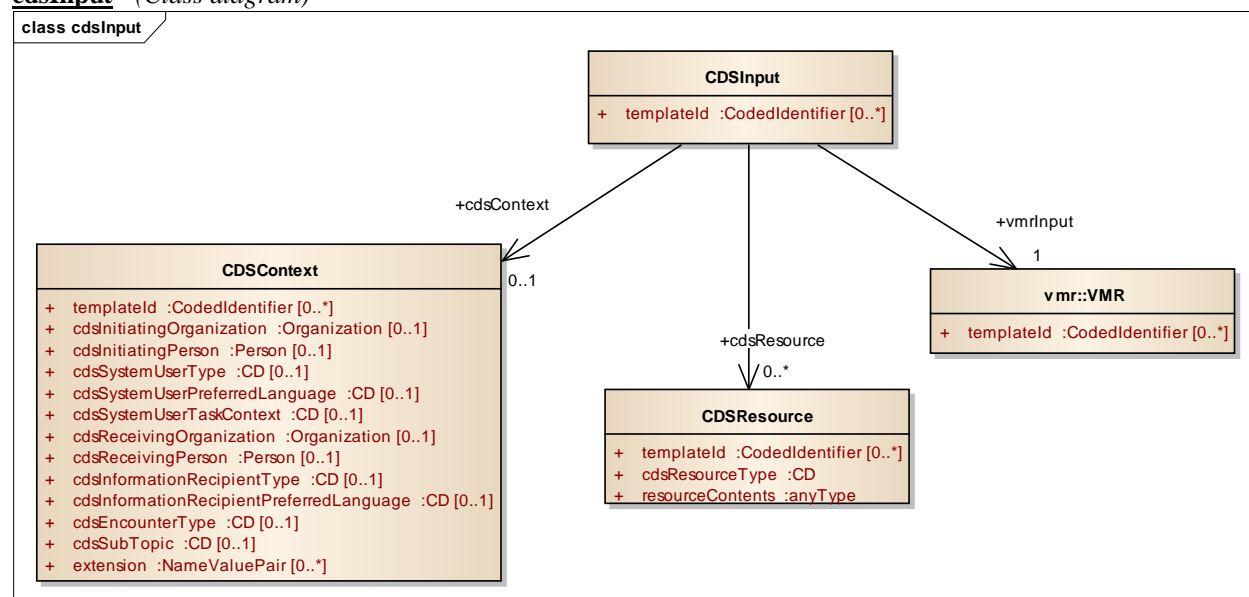 cdsInput (Class diagram)
class cdsInput
CDSInput
+ templateId :CodedIdentifier [0..*]
+cdsContext
0..1
+cdsResource
0..*
+vmrInput
1
CDSContext
+ templateId :CodedIdentifier [0..*]
+ cdsInitiatingOrganization :Organization [0..1]
+ cdsInitiatingPerson :Person [0..1]
+ cdsSystemUserType :CD [0..1]
+ cdsSystemUserPreferredLanguage :CD [0..1]
+ cdsSystemUserTaskContext :CD [0..1]
+ cdsReceivingOrganization :Organization [0..1]
+ cdsReceivingPerson :Person [0..1]
+ cdsInformationRecipientType :CD [0..1]
+ cdsInformationRecipientPreferredLanguage :CD [0..1]
+ cdsEncounterType :CD [0..1]
+ cdsSubTopic :CD [0..1]
+ extension :NameValuePair [0..*]
CDSResource
+ templateId :CodedIdentifier [0..*]
+ cdsResourceType :CD
+ resourceContents :anyType
vmr::VMR
+ templateId :CodedIdentifier [0..*]